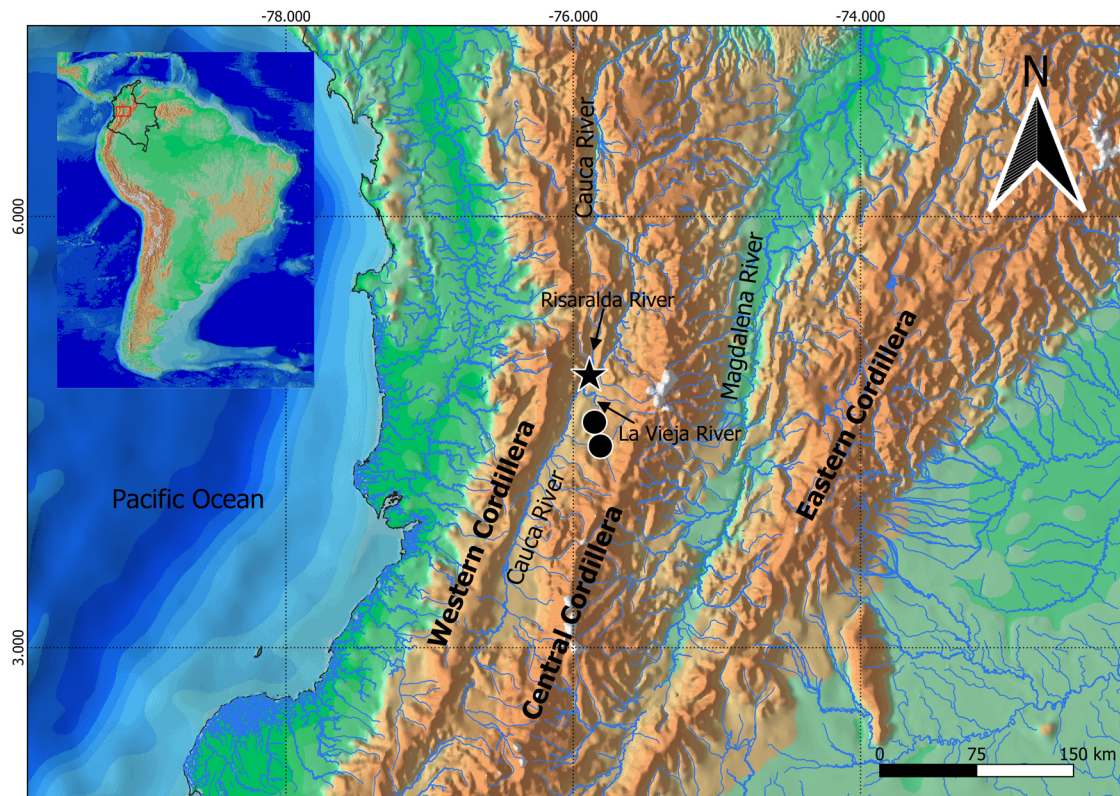 -78.000
-76.000
-74.000
N
Cauca River
6.000
Magdalena River
Risaralda River
La Vieja River
Eastern Cordillera
Western Cordillera
Pacific Ocean
Cauca River
Central Cordillera
3.000
0
75
150 km